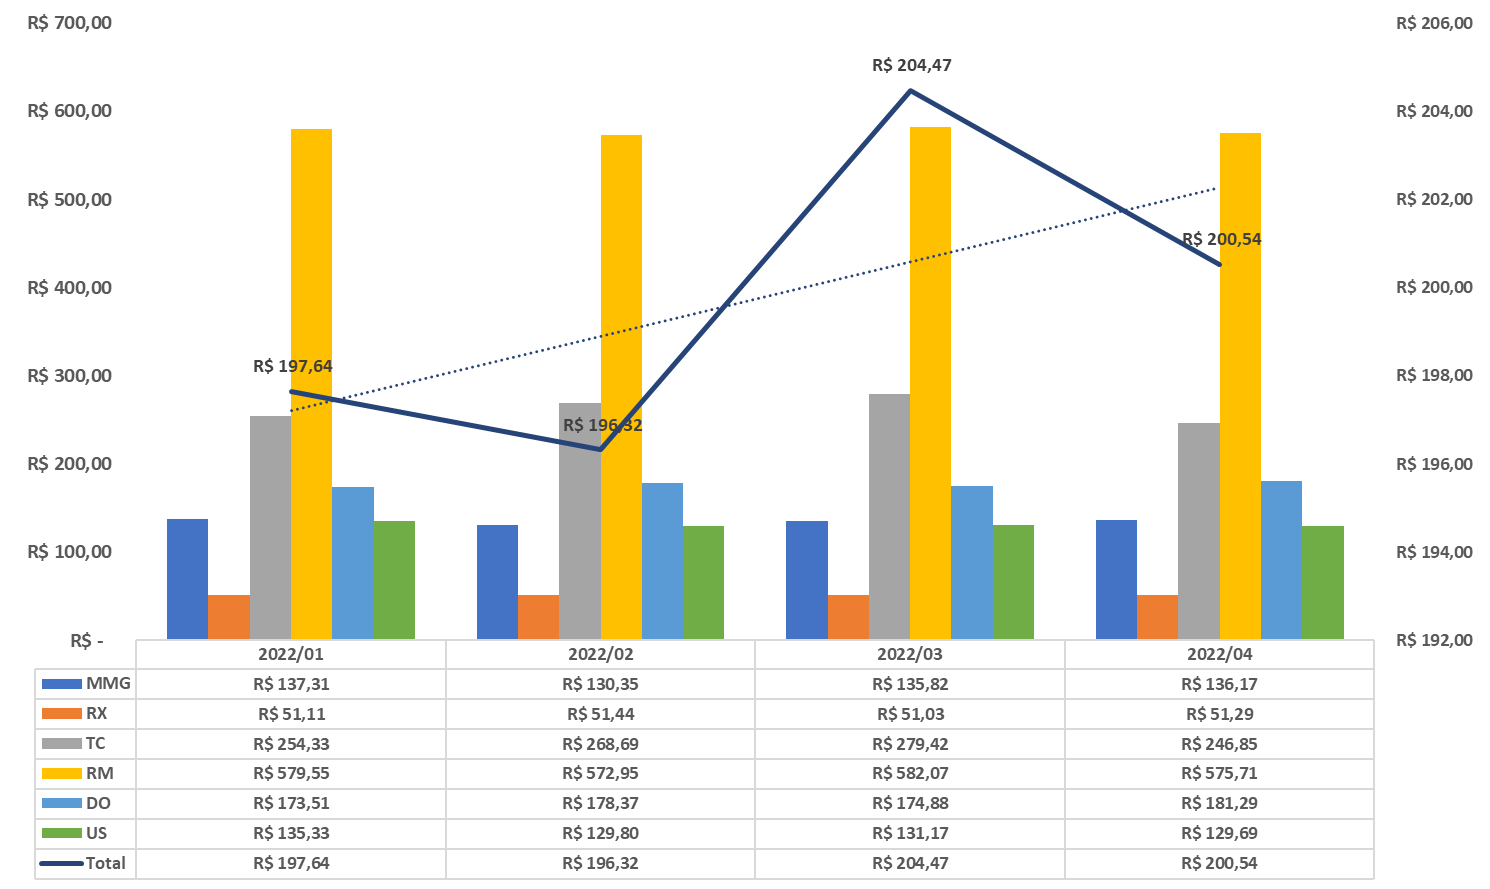 R$ 700,00
R$ 600,00
R$ 500,00
R$ 400,00
R$ 300,00
R$ 200,00
R$ 100,00
R$ -
R$ 206,00
R$ 204,00
R$ 202,00
R$ 200,00
R$ 198,00
R$ 196,00
R$ 194,00
R$ 192,00
R$ 197,64
R$ 196,32
R$ 204,47
R$ 200,54
2022/01 2022/02 2022/03 2022/04
MMG R$ 137,31 R$ 130,35 R$ 135,82 R$ 136,17
RX R$ 51,11 R$ 51,44 R$ 51,03 R$ 51,29
TC R$ 254,33 R$ 268,69 R$ 279,42 R$ 246,85
RM R$ 579,55 R$ 572,95 R$ 582,07 R$ 575,71
DO R$ 173,51 R$ 178,37 R$ 174,88 R$ 181,29
US R$ 135,33 R$ 129,80 R$ 131,17 R$ 129,69
Total R$ 197,64 R$ 196,32 R$ 204,47 R$ 200,54